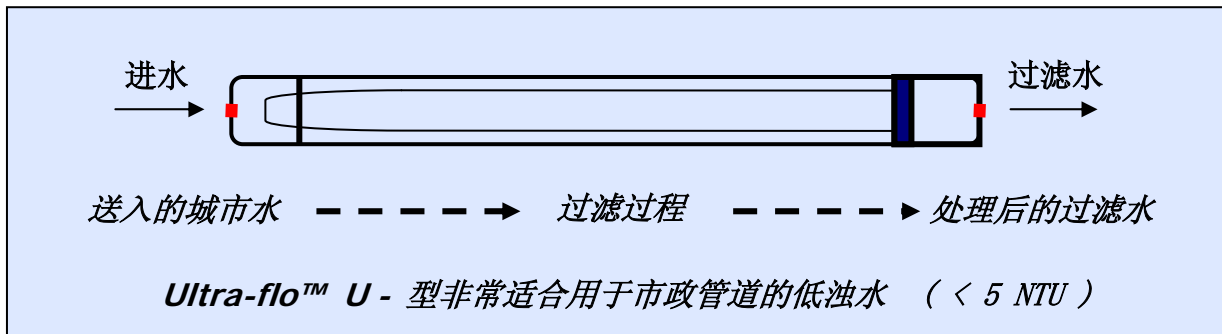 进水
过滤水
送入的城市水
过滤过程
处理后的过滤水
Ultra-flo™ U - 型非常适合用于市政管道的低浊水 ( < 5 NTU )